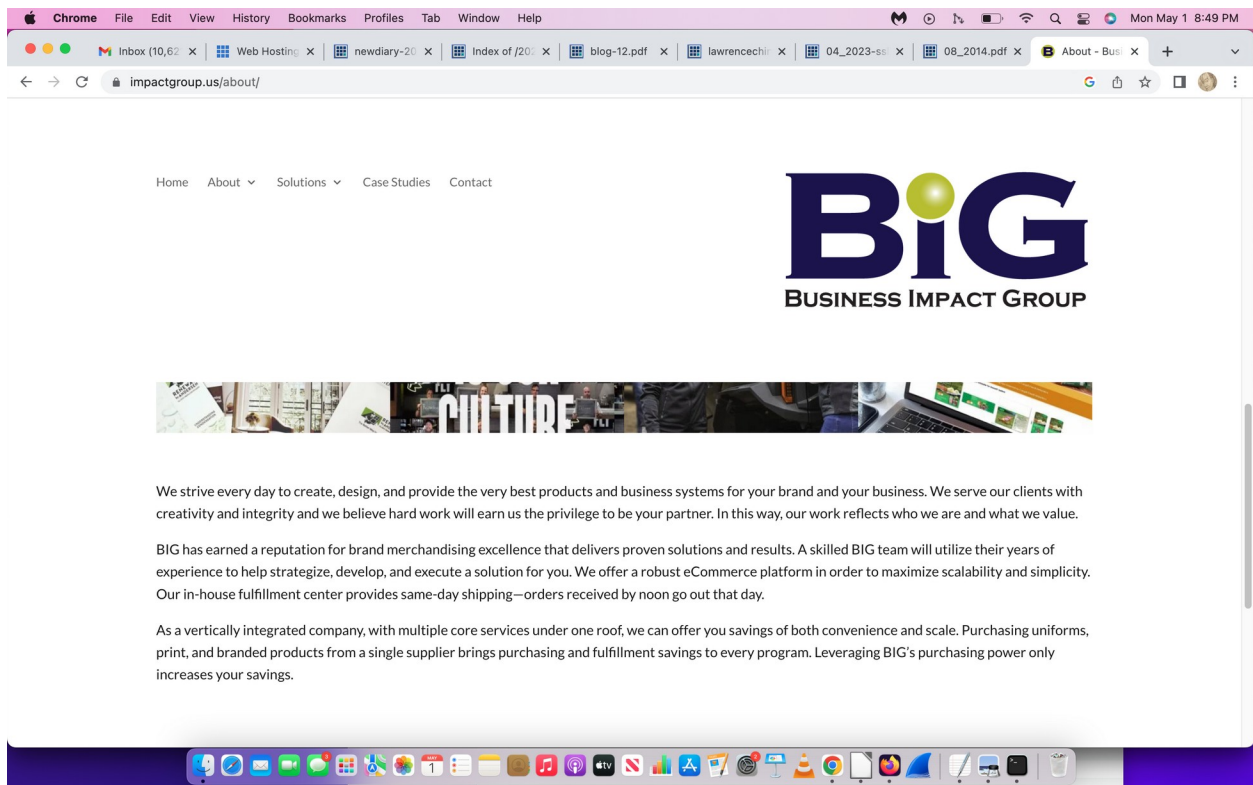 Chrome File Edit View History Bookmarks Profiles Tab Window Help Mon May 1 8:49 PM
Inbox (10,62 Web Hosting newdiary-20 Index of /202 blog-12.pdf lawrencechin 04_2023-ss 08_2014.pdf About - Busi
impactgroup.us/about/
Home About Solutions Case Studies Contact
BiG
BUSINESS IMPACT GROUP
CULTURE
We strive every day to create, design, and provide the very best products and business systems for your brand and your business. We serve our clients with
creativity and integrity and we believe hard work will earn us the privilege to be your partner. In this way, our work reflects who we are and what we value.
BIG has earned a reputation for brand merchandising excellence that delivers proven solutions and results. A skilled BIG team will utilize their years of
experience to help strategize, develop, and execute a solution for you. We offer a robust eCommerce platform in order to maximize scalability and simplicity.
Our in-house fulfillment center provides same-day shipping—orders received by noon go out that day.
As a vertically integrated company, with multiple core services under one roof, we can offer you savings of both convenience and scale. Purchasing uniforms,
print, and branded products from a single supplier brings purchasing and fulfillment savings to every program. Leveraging BIG’s purchasing power only
increases your savings.
MAY
1
tv